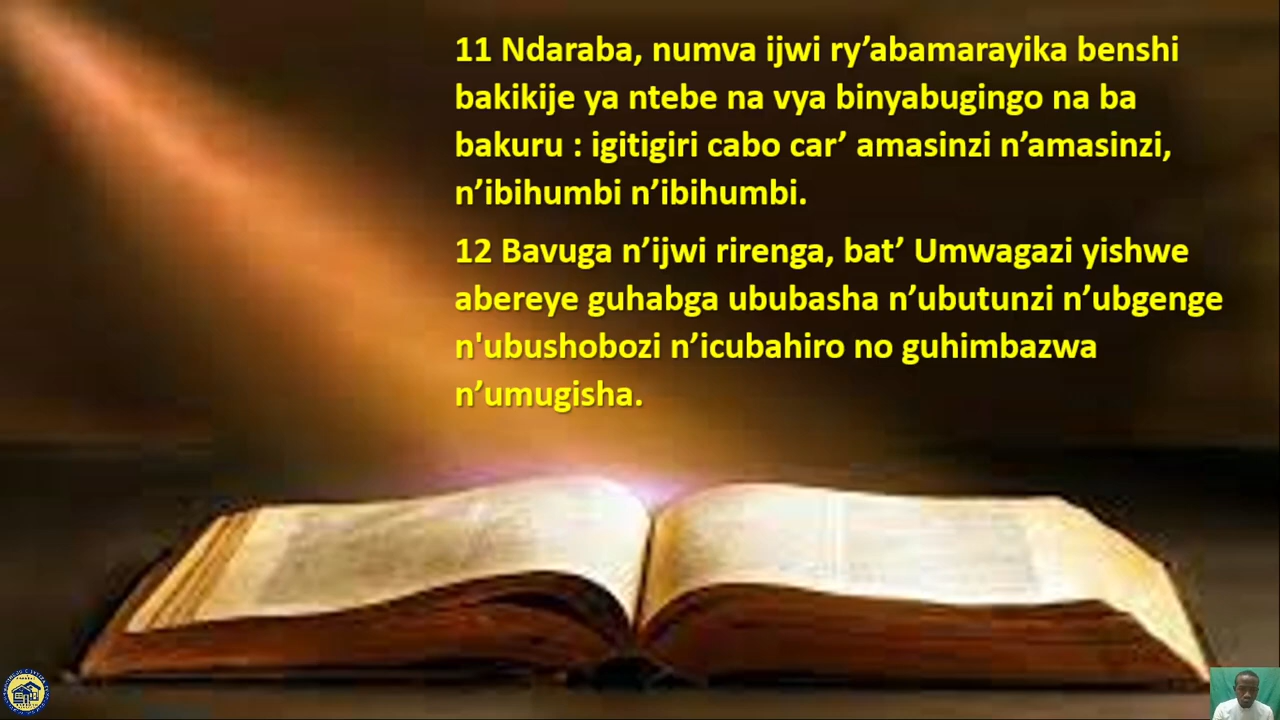 11 Ndaraba, numva ijwi ry’abamarayika benshi
bakikije ya ntebe na vya binyabugingo na ba
bakuru : igitigiri cabo car’ amasinzi n’amasinzi,
n’ibihumbi n’ibihumbi.
12 Bavuga n’ijwi rirenga, bat’ Umwagazi yishwe
abereye guhabga ububasha n’ubutunzi n’ubgenge
n'ubushobozi n’icubahiro no guhimbazwa
n’umugisha.